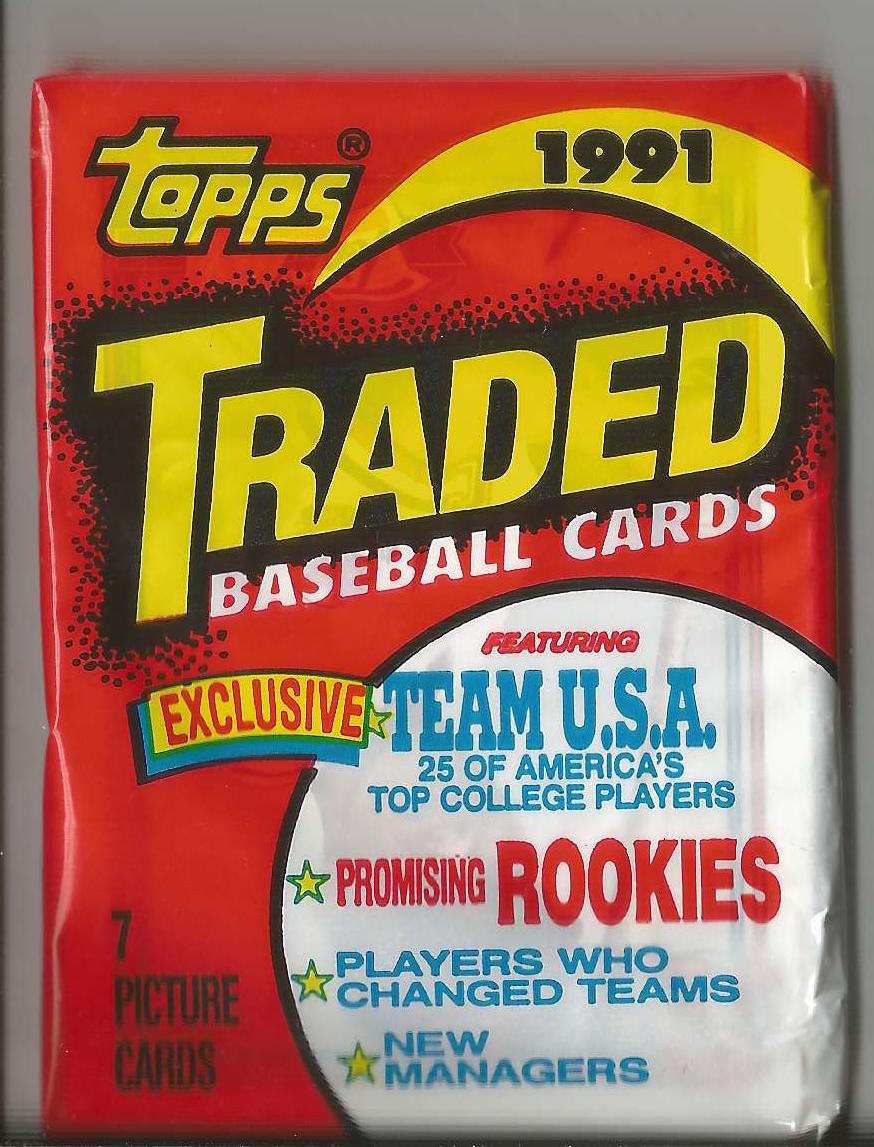 Topps®
1991
TRADED
BASEBALL CARDS
FEATURING
EXCLUSIVE
TEAM U.S.A.
25 OF AMERICA'S
TOP COLLEGE PLAYERS
PROMISING ROOKIES
PLAYERS WHO
CHANGED TEAMS
NEW
MANAGERS
7
PICTURE
CARDS